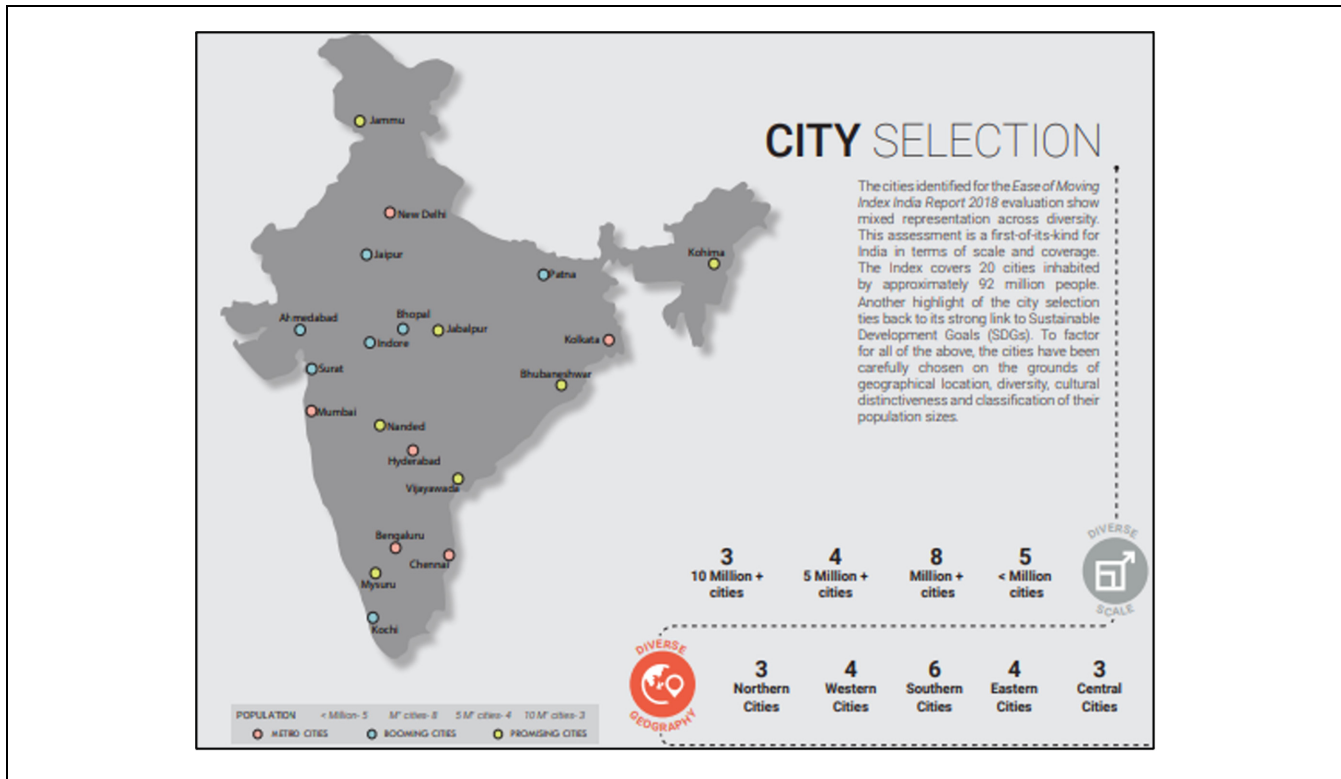 Jammu
New Delhi
Jaipur
Patna
Kohima
Ahmedabad
Bhopal
Jabalpur
Indore
Kolkata
Surat
Bhubaneshwar
Mumbai
Nanded
Hyderabad
Vijayawada
Bengaluru
Chennai
Mysuru
Kochi
POPULATION < Million- 5 M⁺ cities- 8 5 M⁺ cities- 4 10 M⁺ cities- 3
METRO CITIES BOOMING CITIES PROMISING CITIES
CITY SELECTION
The cities identified for the Ease of Moving
Index India Report 2018 evaluation show
mixed representation across diversity.
This assessment is a first-of-its-kind for
India in terms of scale and coverage.
The Index covers 20 cities inhabited
by approximately 92 million people.
Another highlight of the city selection
ties back to its strong link to Sustainable
Development Goals (SDGs). To factor
for all of the above, the cities have been
carefully chosen on the grounds of
geographical location, diversity, cultural
distinctiveness and classification of their
population sizes.
DIVERSE
SCALE
3 4 8 5
10 Million + 5 Million + Million + < Million
cities cities cities cities
DIVERSE
GEOGRAPHY
3 4 6 4 3
Northern Western Southern Eastern Central
Cities Cities Cities Cities Cities